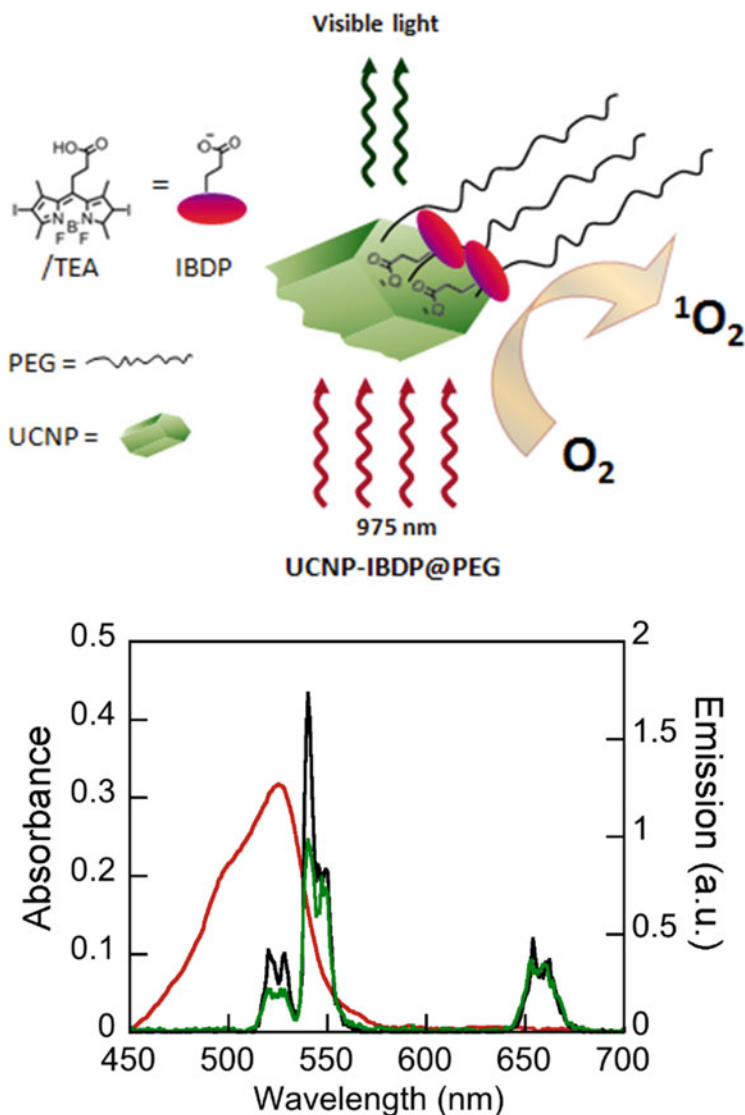 Visible light
HO
O
O⁻
O
=
I
I
N
N
B
F
F
/TEA
IBDP
O
O
¹O₂
PEG =
UCNP =
O₂
975 nm
UCNP-IBDP@PEG
0.5
0.4
0.3
0.2
0.1
0
Absorbance
2
1.5
1
0.5
0
Emission (a.u.)
450 500 550 600 650 700
Wavelength (nm)